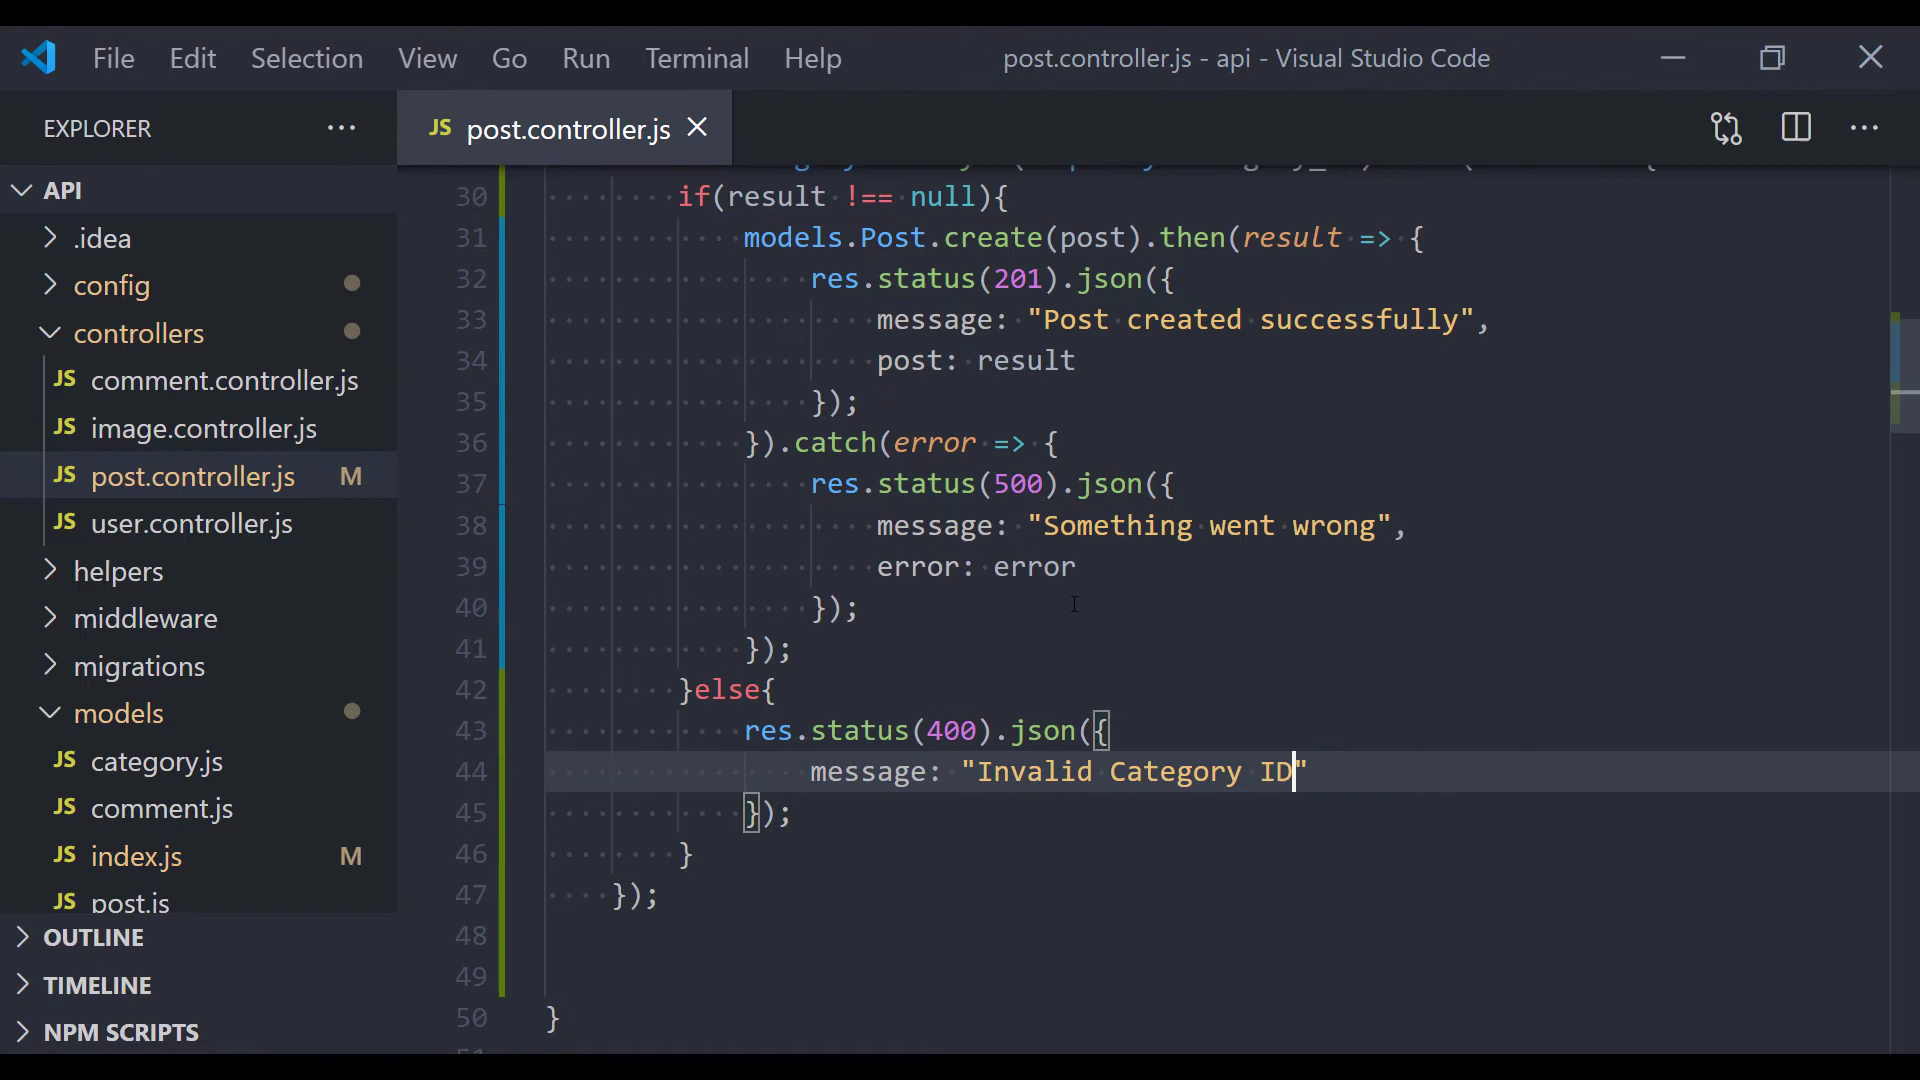 File Edit Selection View Go Run Terminal Help post.controller.js - api - Visual Studio Code
EXPLORER
JS post.controller.js
API
.idea
config
controllers
JS comment.controller.js
JS image.controller.js
JS post.controller.js M
JS user.controller.js
helpers
middleware
migrations
models
JS category.js
JS comment.js
JS index.js M
JS post.js
OUTLINE
TIMELINE
NPM SCRIPTS
30 if(result !== null){
31 models.Post.create(post).then(result => {
32 res.status(201).json({
33 message: "Post created successfully",
34 post: result
35 });
36 }).catch(error => {
37 res.status(500).json({
38 message: "Something went wrong",
39 error: error
40 });
41 });
42 }else{
43 res.status(400).json({
44 message: "Invalid Category ID"
45 });
46 }
47 });
48
49
50 }